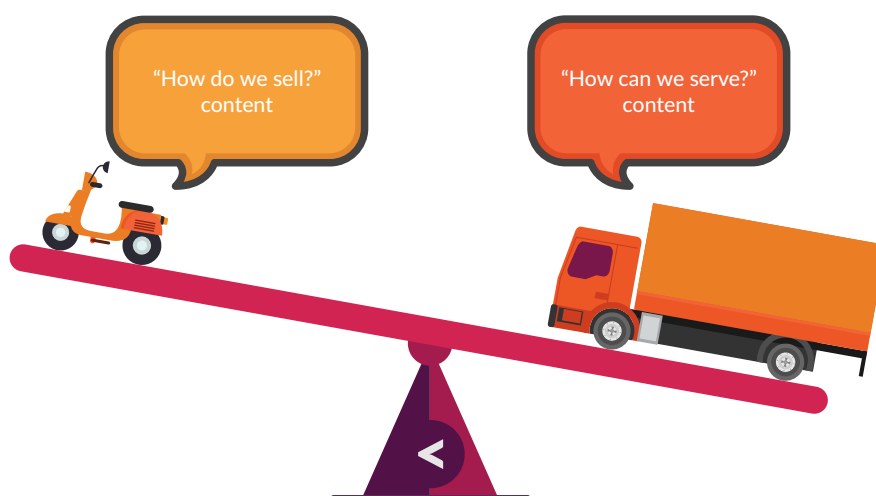 “How do we sell?”
content
“How can we serve?”
content
<